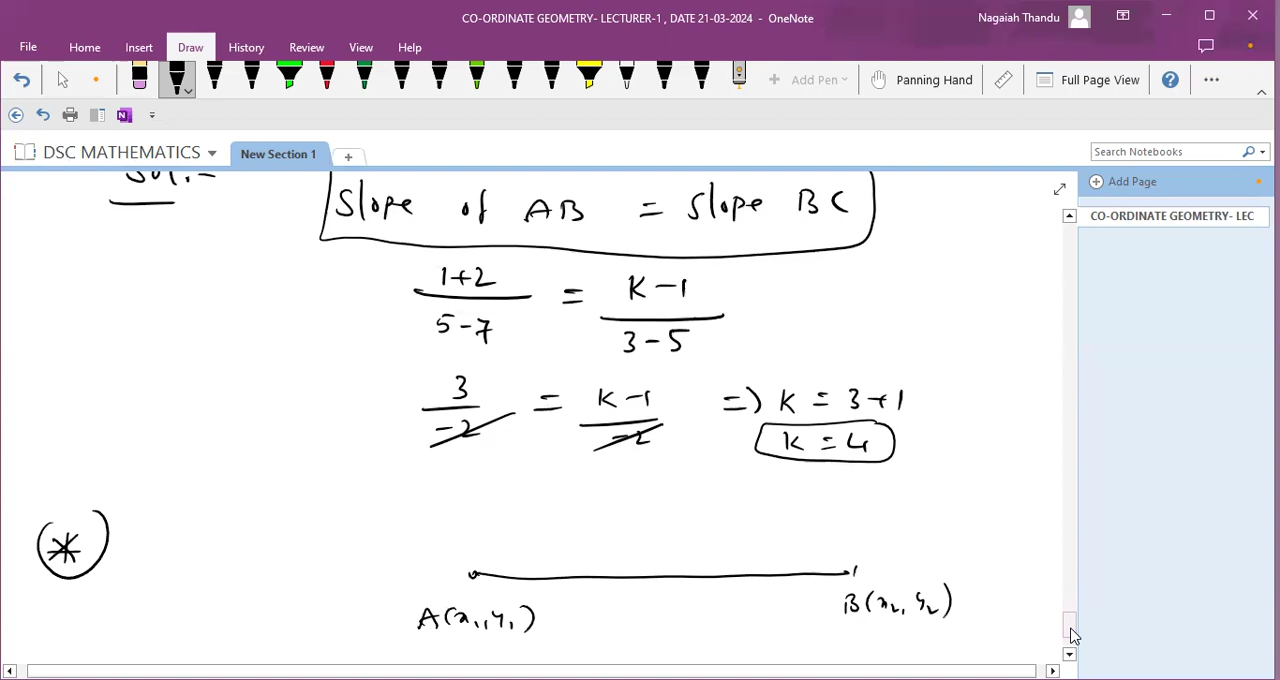 CO-ORDINATE GEOMETRY- LECTURER-1 , DATE 21-03-2024 - OneNote
Nagaiah Thandu
File Home Insert Draw History Review View Help
Add Pen Panning Hand Full Page View
DSC MATHEMATICS New Section 1
Search Notebooks
Add Page
CO-ORDINATE GEOMETRY- LEC
Sol:-
Slope of AB = Slope BC
1+2 / 5-7 = K-1 / 3-5
3 / -2 = K-1 / -2 => K = 3+1
K = 4
*
A(x₁, y₁) B(x₂, y₂)